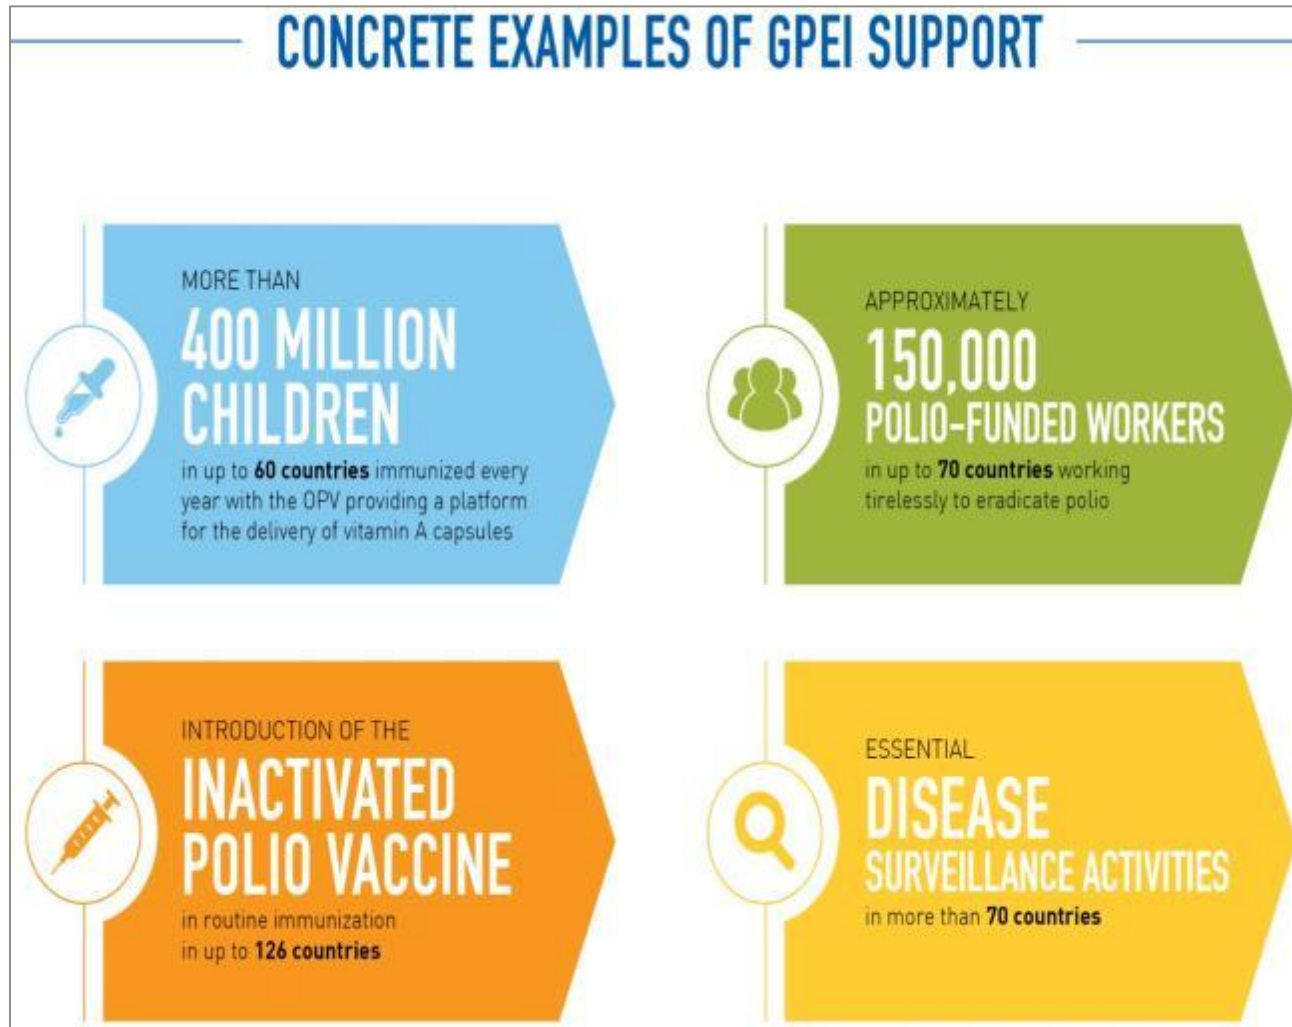 CONCRETE EXAMPLES OF GPEI SUPPORT
MORE THAN
400 MILLION
CHILDREN
in up to 60 countries immunized every
year with the OPV providing a platform
for the delivery of vitamin A capsules
APPROXIMATELY
150,000
POLIO-FUNDED WORKERS
in up to 70 countries working
tirelessly to eradicate polio
INTRODUCTION OF THE
INACTIVATED
POLIO VACCINE
in routine immunization
in up to 126 countries
ESSENTIAL
DISEASE
SURVEILLANCE ACTIVITIES
in more than 70 countries